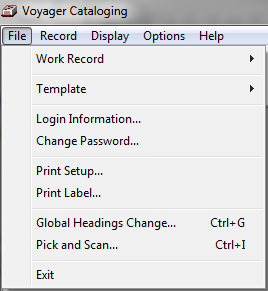 Voyager Cataloging
File Record Display Options Help
Work Record
Template
Login Information...
Change Password...
Print Setup...
Print Label...
Global Headings Change... Ctrl+G
Pick and Scan... Ctrl+I
Exit